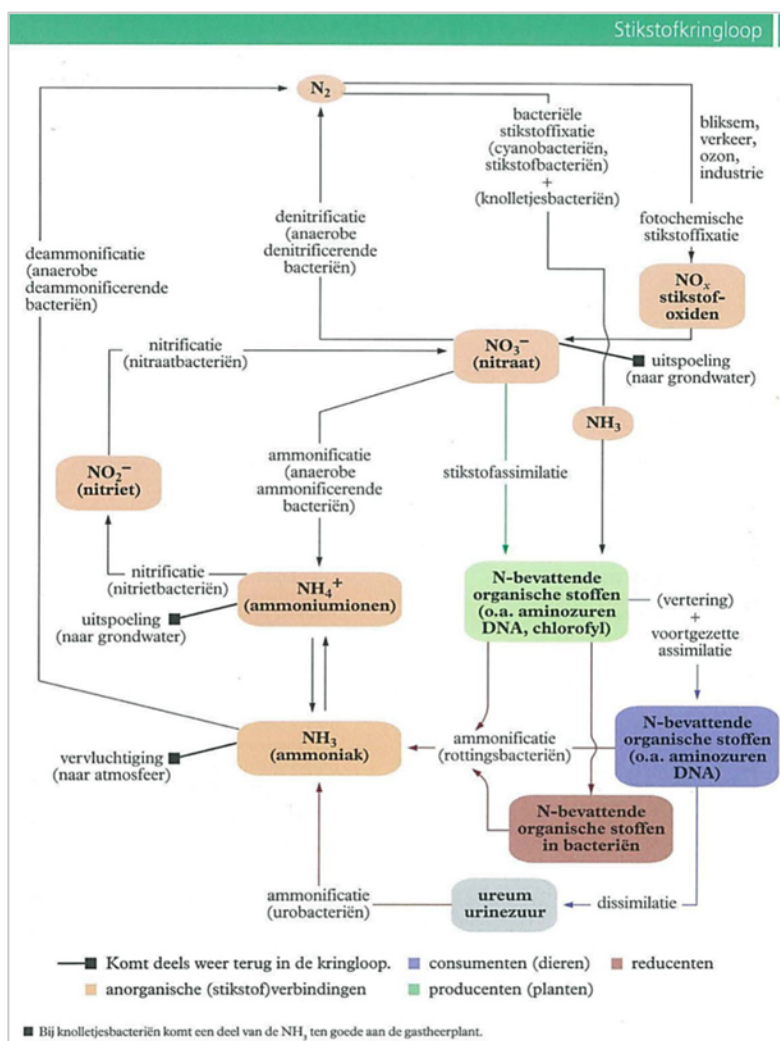 Stikstofkringloop
N₂
bacteriële
stikstoffixatie
(cyanobacteriën,
stikstofbacteriën)
+
(knolletjesbacteriën)
bliksem,
verkeer,
ozon,
industrie
denitrificatie
(anaerobe
denitrificerende
bacteriën)
fotochemische
stikstoffixatie
deammonificatie
(anaerobe
deammonificerende
bacteriën)
NOₓ
stikstof-
oxiden
nitrificatie
(nitraatbacteriën)
NO₃⁻
(nitraat)
uitspoeling
(naar grondwater)
NH₃
ammonificatie
(anaerobe
ammonificerende
bacteriën)
stikstofassimilatie
NO₂⁻
(nitriet)
nitrificatie
(nitrietbacteriën)
NH₄⁺
(ammoniumionen)
uitspoeling
(naar grondwater)
N-bevattende
organische stoffen
(o.a. aminozuren
DNA, chlorofyl)
(vertering)
+
voortgezette
assimilatie
NH₃
(ammoniak)
vervluchtiging
(naar atmosfeer)
ammonificatie
(rottingsbacteriën)
N-bevattende
organische stoffen
(o.a. aminozuren
DNA)
N-bevattende
organische stoffen
in bacteriën
ammonificatie
(urobacteriën)
ureum
urinezuur
dissimilatie
Komt deels weer terug in de kringloop.
consumenten (dieren)
reducenten
anorganische (stikstof)verbindingen
producenten (planten)
Bij knolletjesbacteriën komt een deel van de NH₃ ten goede aan de gastheerplant.